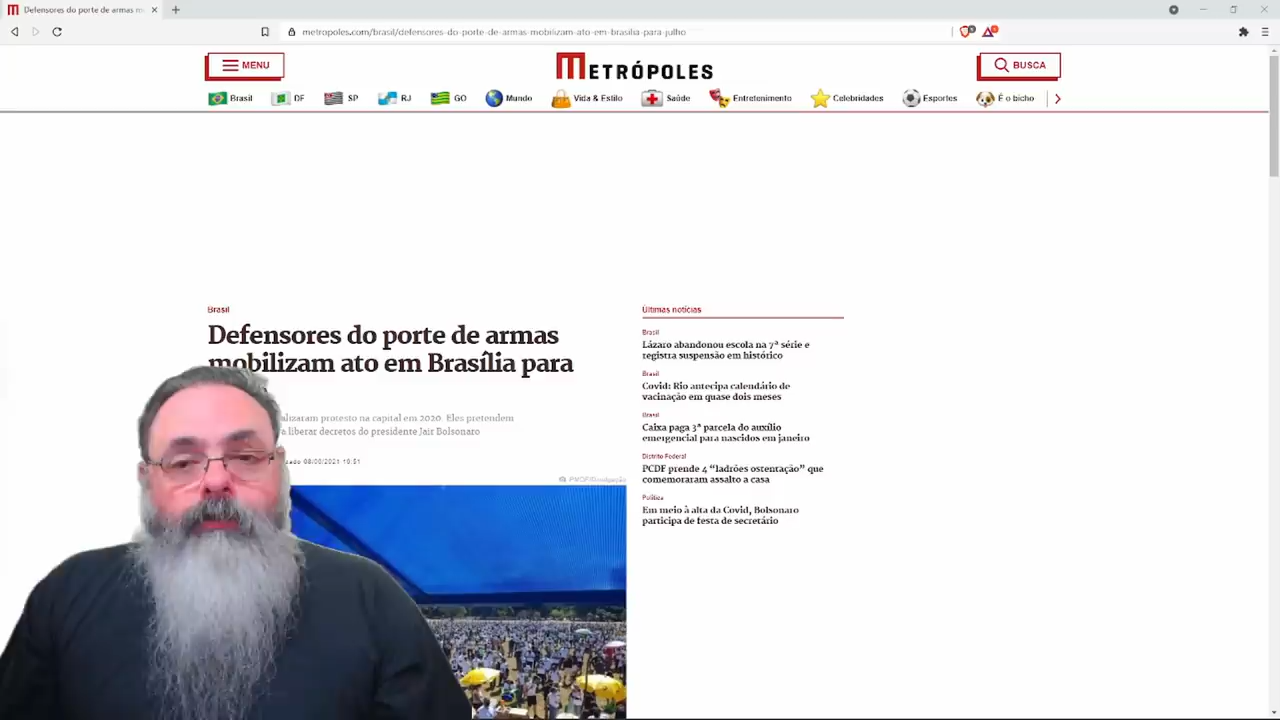 Defensores do porte de armas m
metropoles.com/brasil/defensores-do-porte-de-armas-mobilizam-ato-em-brasilia-para-julho
MENU
METRÓPOLES
BUSCA
Brasil DF SP RJ GO Mundo Vida & Estilo Saúde Entretenimento Celebridades Esportes É o bicho
Brasil
Defensores do porte de armas
mobilizam ato em Brasília para
alizaram protesto na capital em 2020. Eles pretendem
a liberar decretos do presidente Jair Bolsonaro
Últimas notícias
Brasil
Lázaro abandonou escola na 7ª série e
registra suspensão em histórico
Brasil
Covid: Rio antecipa calendário de
vacinação em quase dois meses
Brasil
Caixa paga 3ª parcela do auxílio
emergencial para nascidos em janeiro
Distrito Federal
PCDF prende 4 “ladrões ostentação” que
comemoraram assalto a casa
Política
Em meio à alta da Covid, Bolsonaro
participa de festa de secretário